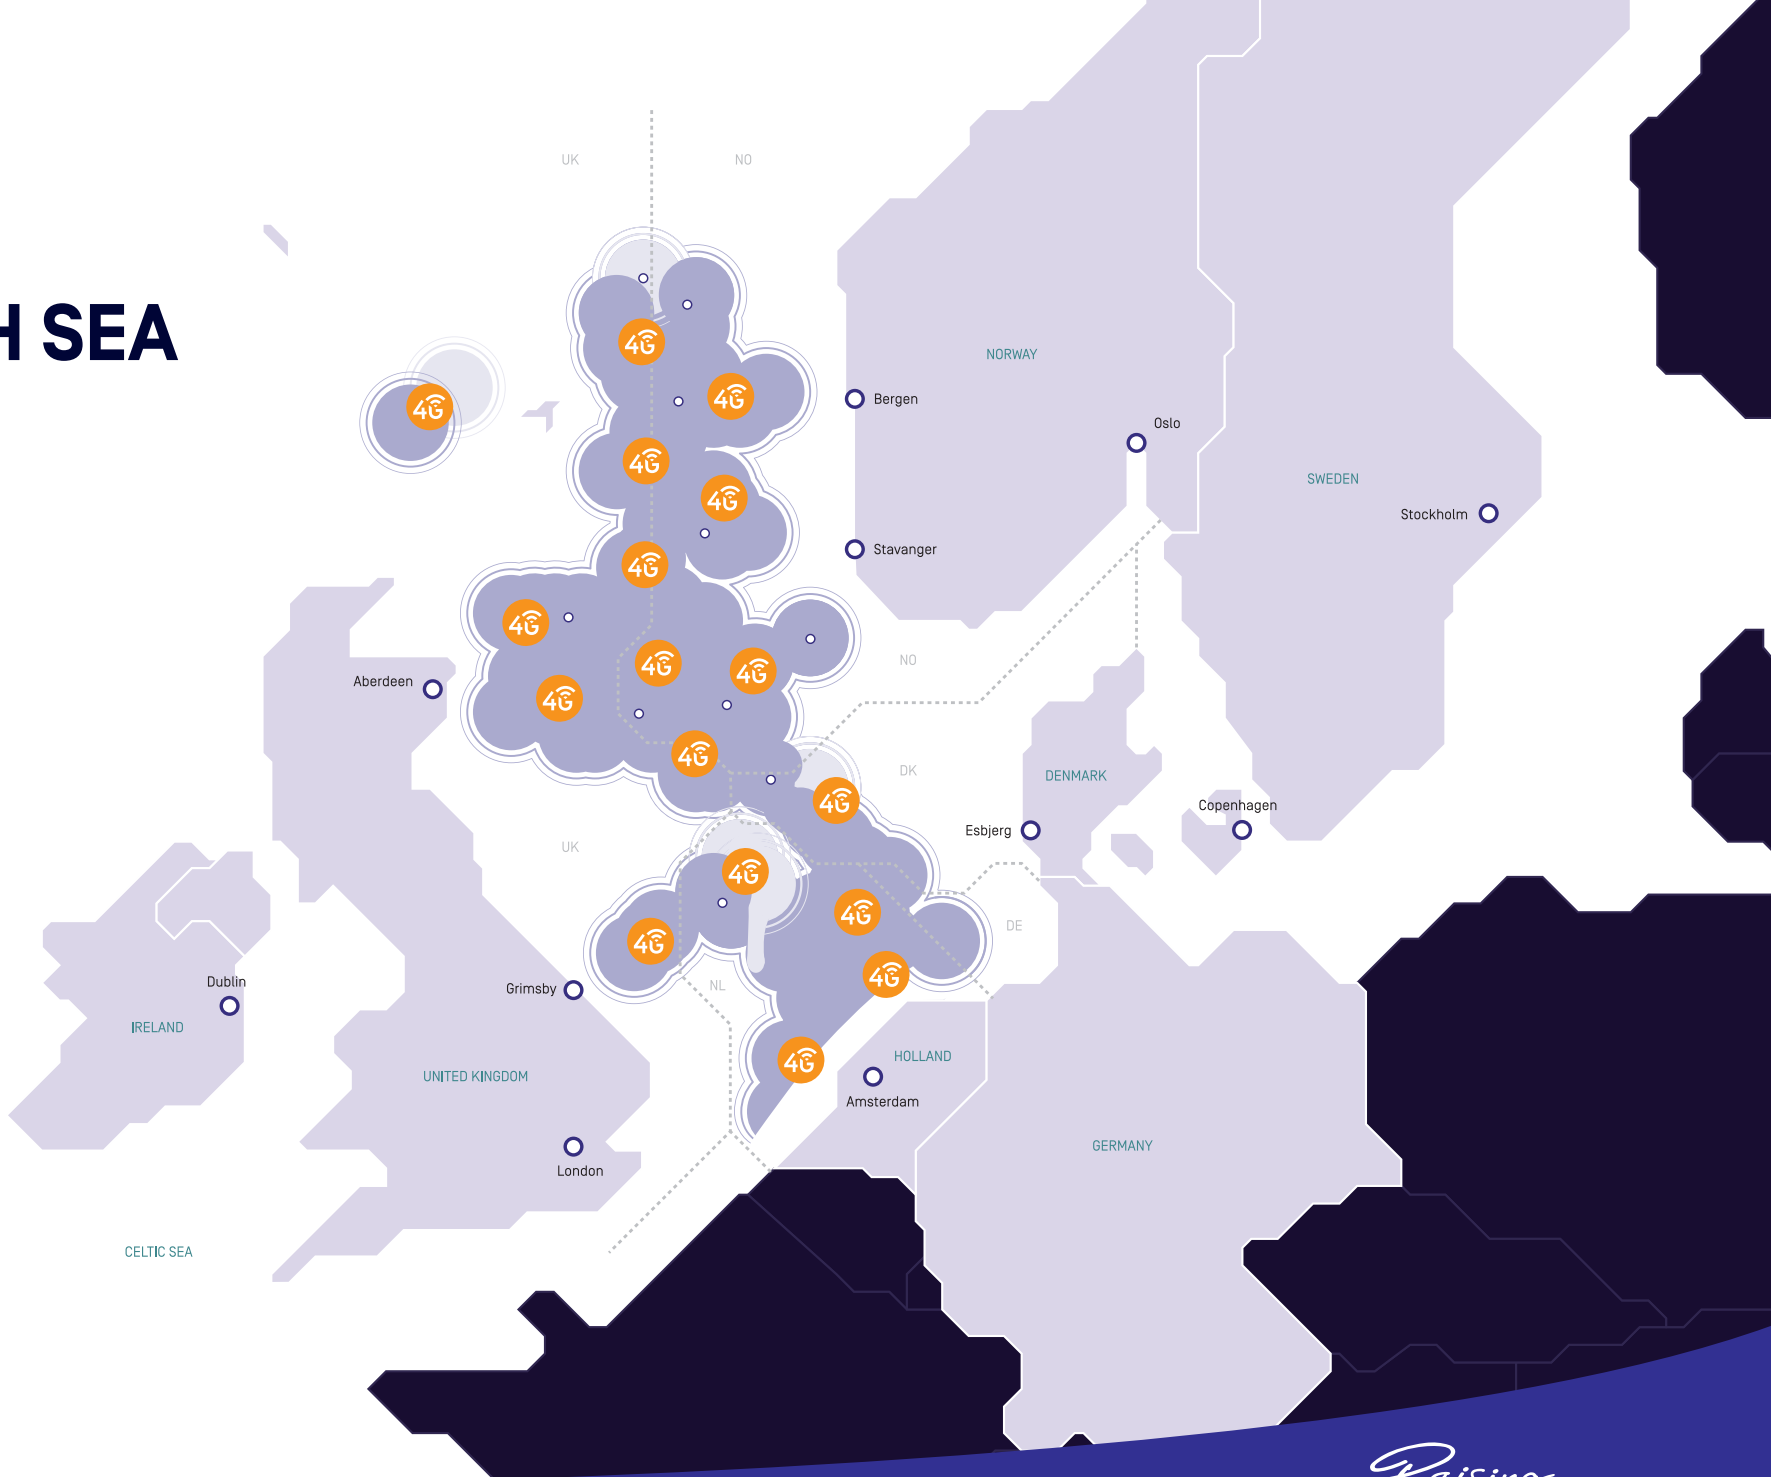 UK
NO
H SEA
4G
NORWAY
4G
4G
Bergen
Oslo
4G
SWEDEN
4G
Stockholm
Stavanger
4G
4G
4G
NO
4G
Aberdeen
4G
4G
DK
DENMARK
4G
Copenhagen
Esbjerg
UK
4G
4G
DE
4G
4G
Dublin
Grimsby
NL
IRELAND
HOLLAND
4G
UNITED KINGDOM
Amsterdam
GERMANY
London
CELTIC SEA
Raising